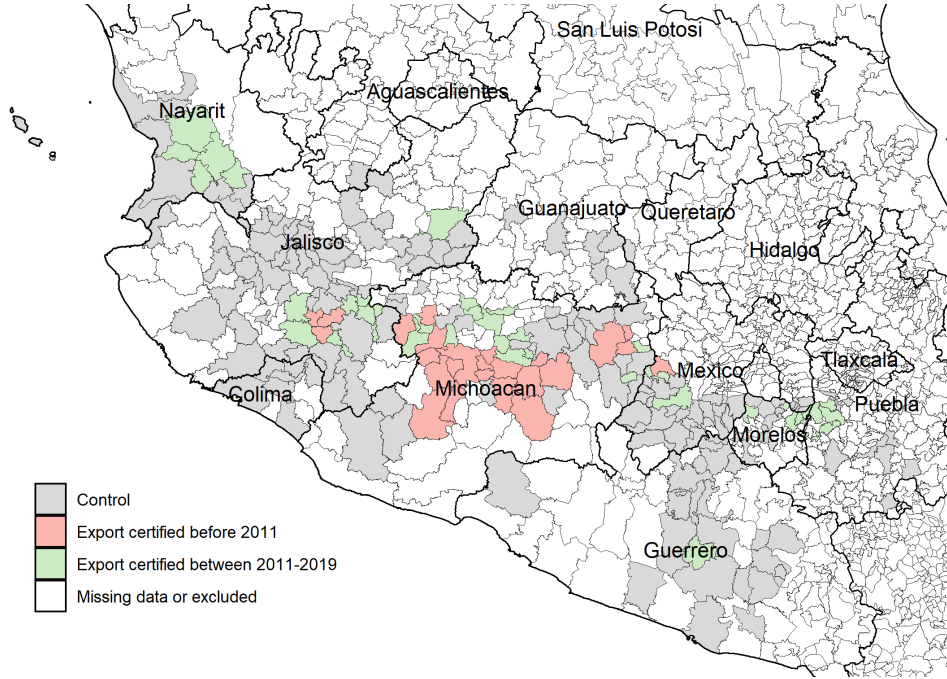 San Luis Potosi
Aguascalientes
Nayarit
Guanajuato
Queretaro
Jalisco
Hidalgo
Mexico
Tlaxcala
Colima
Michoacan
Puebla
Morelos
Guerrero
Control
Export certified before 2011
Export certified between 2011-2019
Missing data or excluded